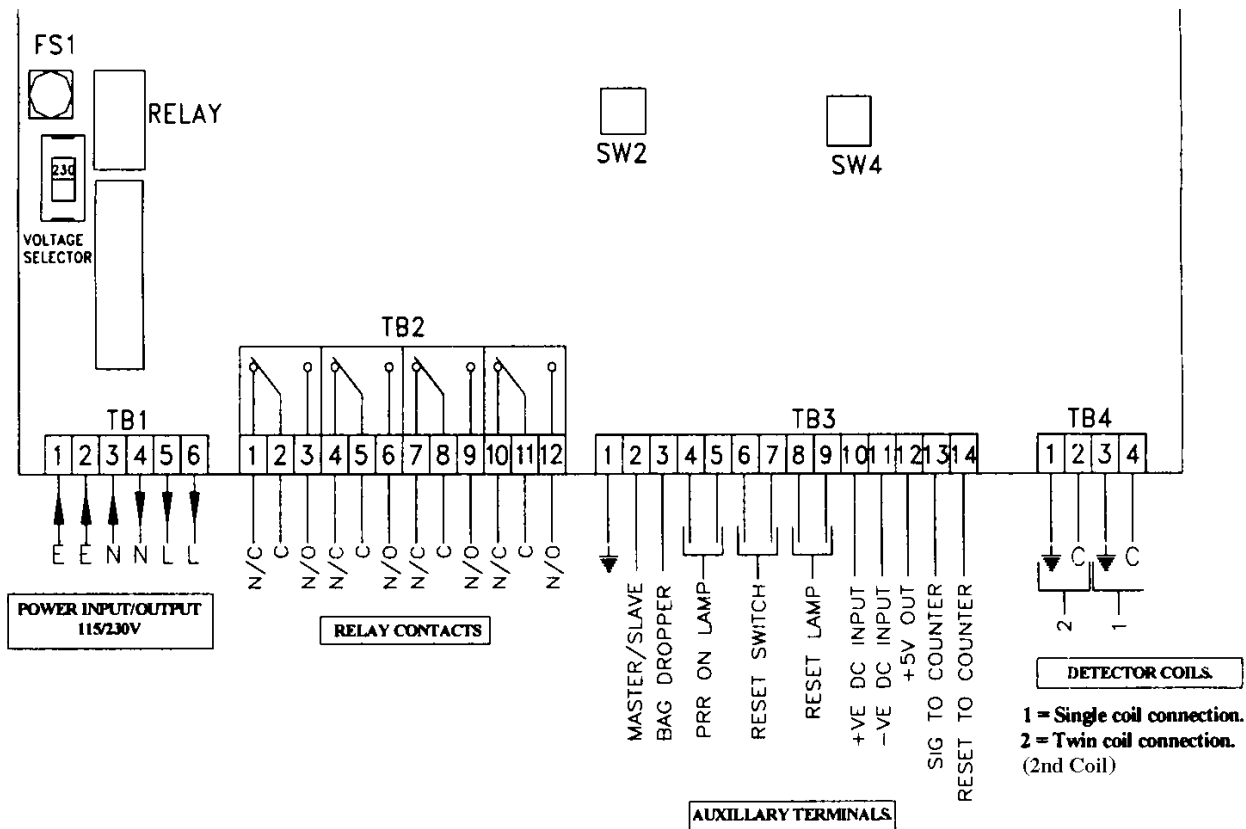 FS1
RELAY
230
VOLTAGE
SELECTOR
SW2
SW4
TB2
TB1
1 2 3 4 5 6
1 2 3 4 5 6 7 8 9 10 11 12
TB3
1 2 3 4 5 6 7 8 9 10 11 12 13 14
TB4
1 2 3 4
E E N N L L
N/C C N/O N/C C N/O N/C C N/O N/C C N/O
POWER INPUT/OUTPUT
115/230V
RELAY CONTACTS
MASTER/SLAVE
BAG DROPPER
PRR ON LAMP
RESET SWITCH
RESET LAMP
+VE DC INPUT
-VE DC INPUT
+5V OUT
SIG TO COUNTER
RESET TO COUNTER
AUXILLARY TERMINALS.
C C
2 1
DETECTOR COILS.
1 = Single coil connection.
2 = Twin coil connection.
(2nd Coil)